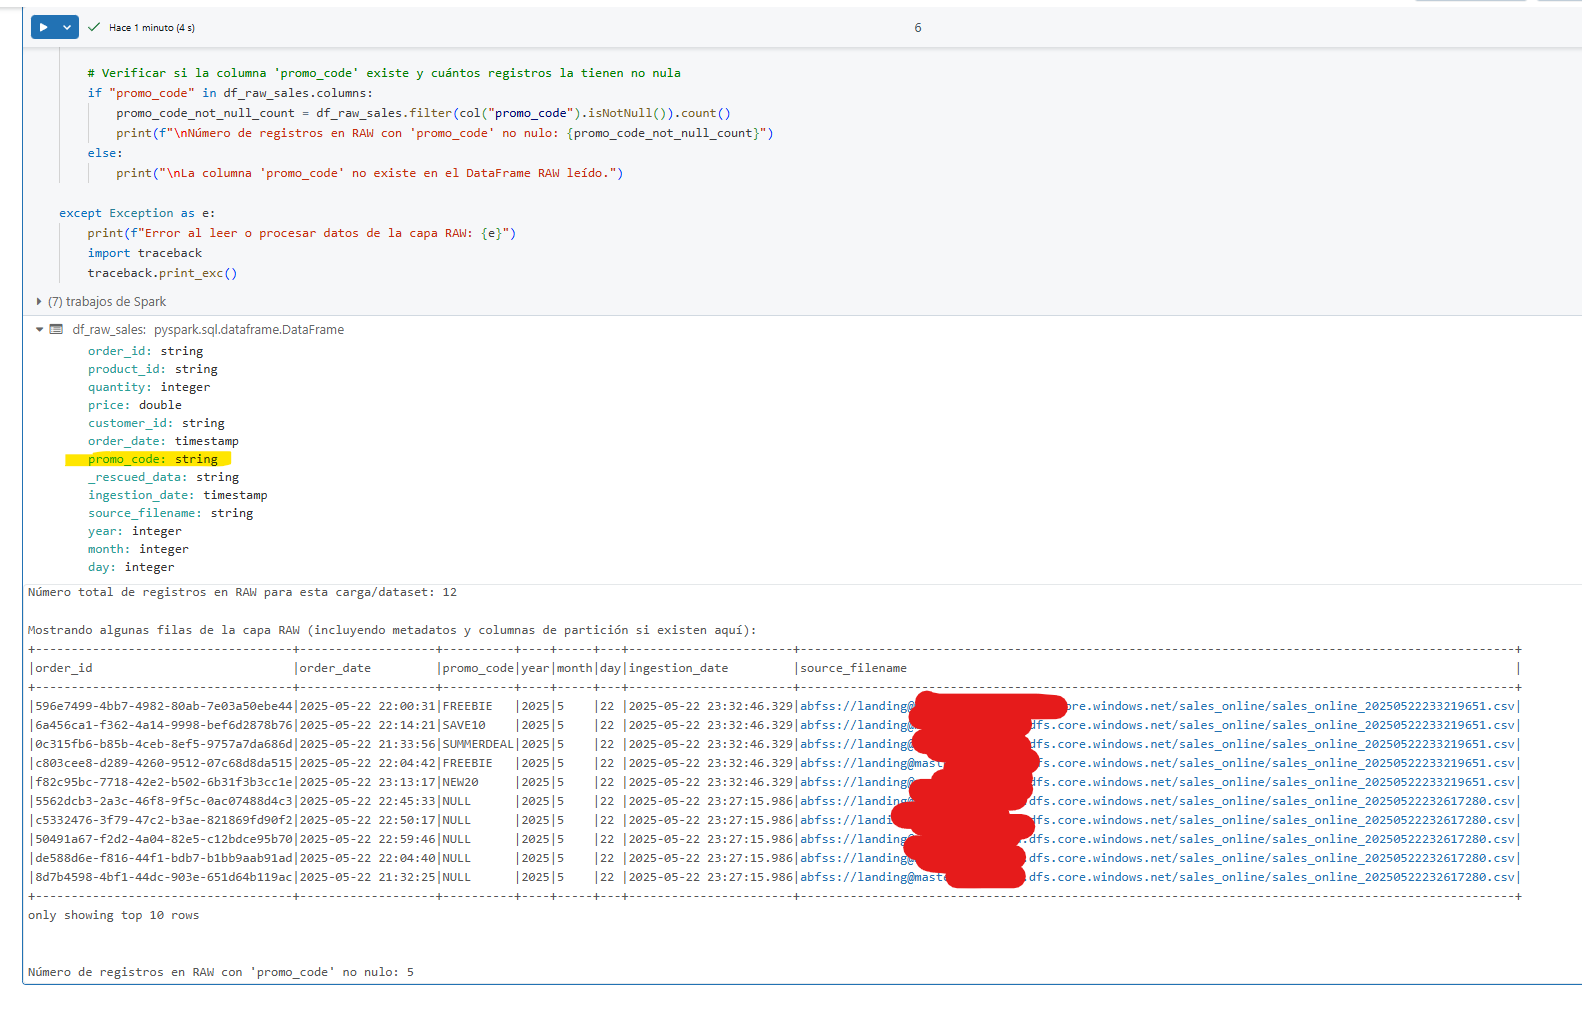 Hace 1 minuto (4 s)
6
# Verificar si la columna 'promo_code' existe y cuántos registros la tienen no nula
if "promo_code" in df_raw_sales.columns:
promo_code_not_null_count = df_raw_sales.filter(col("promo_code").isNotNull()).count()
print(f"\nNúmero de registros en RAW con 'promo_code' no nulo: {promo_code_not_null_count}")
else:
print("\nLa columna 'promo_code' no existe en el DataFrame RAW leído.")
except Exception as e:
print(f"Error al leer o procesar datos de la capa RAW: {e}")
import traceback
traceback.print_exc()
(7) trabajos de Spark
df_raw_sales: pyspark.sql.dataframe.DataFrame
order_id: string
product_id: string
quantity: integer
price: double
customer_id: string
order_date: timestamp
promo_code: string
_rescued_data: string
ingestion_date: timestamp
source_filename: string
year: integer
month: integer
day: integer
Número total de registros en RAW para esta carga/dataset: 12
Mostrando algunas filas de la capa RAW (incluyendo metadatos y columnas de partición si existen aquí):
|order_id |order_date |promo_code|year|month|day|ingestion_date |source_filename |
|596e7499-4bb7-4982-80ab-7e03a50ebe44|2025-05-22 22:00:31|FREEBIE |2025|5 |22 |2025-05-22 23:32:46.329|abfss://landing@ core.windows.net/sales_online/sales_online_20250522233219651.csv|
|6a456ca1-f362-4a14-9998-bef6d2878b76|2025-05-22 22:14:21|SAVE10 |2025|5 |22 |2025-05-22 23:32:46.329|abfss://landing@ dfs.core.windows.net/sales_online/sales_online_20250522233219651.csv|
|0c315fb6-b85b-4ceb-8ef5-9757a7da686d|2025-05-22 21:33:56|SUMMERDEAL|2025|5 |22 |2025-05-22 23:32:46.329|abfss://landing@ dfs.core.windows.net/sales_online/sales_online_20250522233219651.csv|
|c803cee8-d289-4260-9512-07c68d8da515|2025-05-22 22:04:42|FREEBIE |2025|5 |22 |2025-05-22 23:32:46.329|abfss://landing@mast fs.core.windows.net/sales_online/sales_online_20250522233219651.csv|
|f82c95bc-7718-42e2-b502-6b31f3b3cc1e|2025-05-22 23:13:17|NEW20 |2025|5 |22 |2025-05-22 23:32:46.329|abfss://landing@ fs.core.windows.net/sales_online/sales_online_20250522233219651.csv|
|5562dcb3-2a3c-46f8-9f5c-0ac07488d4c3|2025-05-22 22:45:33|NULL |2025|5 |22 |2025-05-22 23:27:15.986|abfss://landing@ dfs.core.windows.net/sales_online/sales_online_20250522232617280.csv|
|c5332476-3f79-47c2-b3ae-821869fd90f2|2025-05-22 22:50:17|NULL |2025|5 |22 |2025-05-22 23:27:15.986|abfss://landi fs.core.windows.net/sales_online/sales_online_20250522232617280.csv|
|50491a67-f2d2-4a04-82e5-c12bdce95b70|2025-05-22 22:59:46|NULL |2025|5 |22 |2025-05-22 23:27:15.986|abfss://landing@ dfs.core.windows.net/sales_online/sales_online_20250522232617280.csv|
|de588d6e-f816-44f1-bdb7-b1bb9aab91ad|2025-05-22 22:04:40|NULL |2025|5 |22 |2025-05-22 23:27:15.986|abfss://landing@ dfs.core.windows.net/sales_online/sales_online_20250522232617280.csv|
|8d7b4598-4bf1-44dc-903e-651d64b119ac|2025-05-22 21:32:25|NULL |2025|5 |22 |2025-05-22 23:27:15.986|abfss://landing@maste .dfs.core.windows.net/sales_online/sales_online_20250522232617280.csv|
only showing top 10 rows
Número de registros en RAW con 'promo_code' no nulo: 5